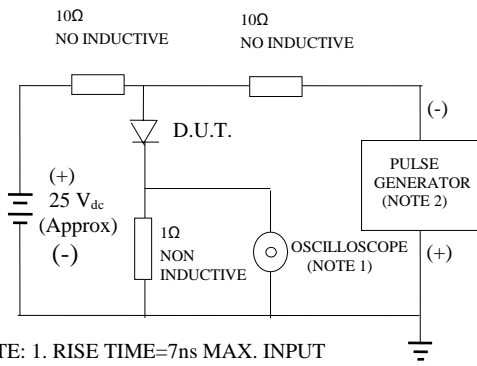 10Ω
NO INDUCTIVE
10Ω
NO INDUCTIVE
(-)
D.U.T.
PULSE
GENERATOR
(NOTE 2)
(+)
25 Vdc
(Approx)
(-)
1Ω
NON
INDUCTIVE
OSCILLOSCOPE
(NOTE 1)
(+)
TE: 1. RISE TIME=7ns MAX. INPUT